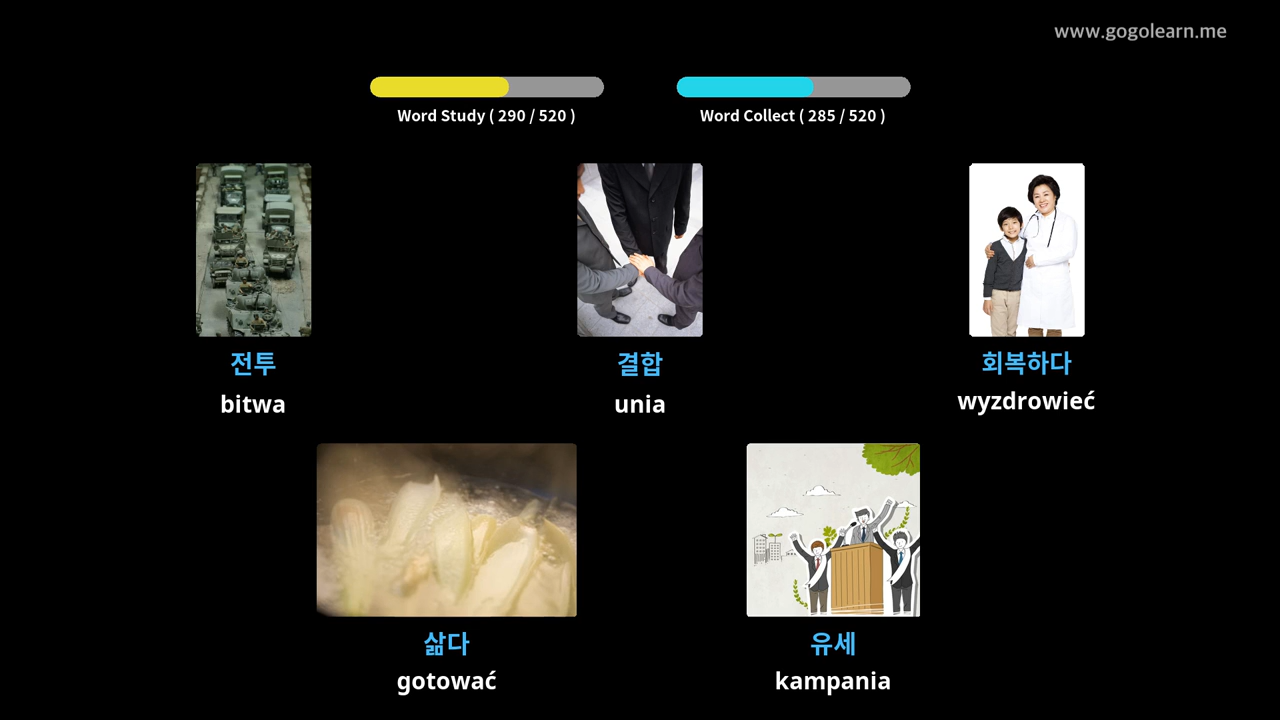 www.gogolearn.me
Word Study ( 290 / 520 )
Word Collect ( 285 / 520 )
전투
결합
회복하다
bitwa
unia
wyzdrowieć
삶다
유세
gotować
kampania